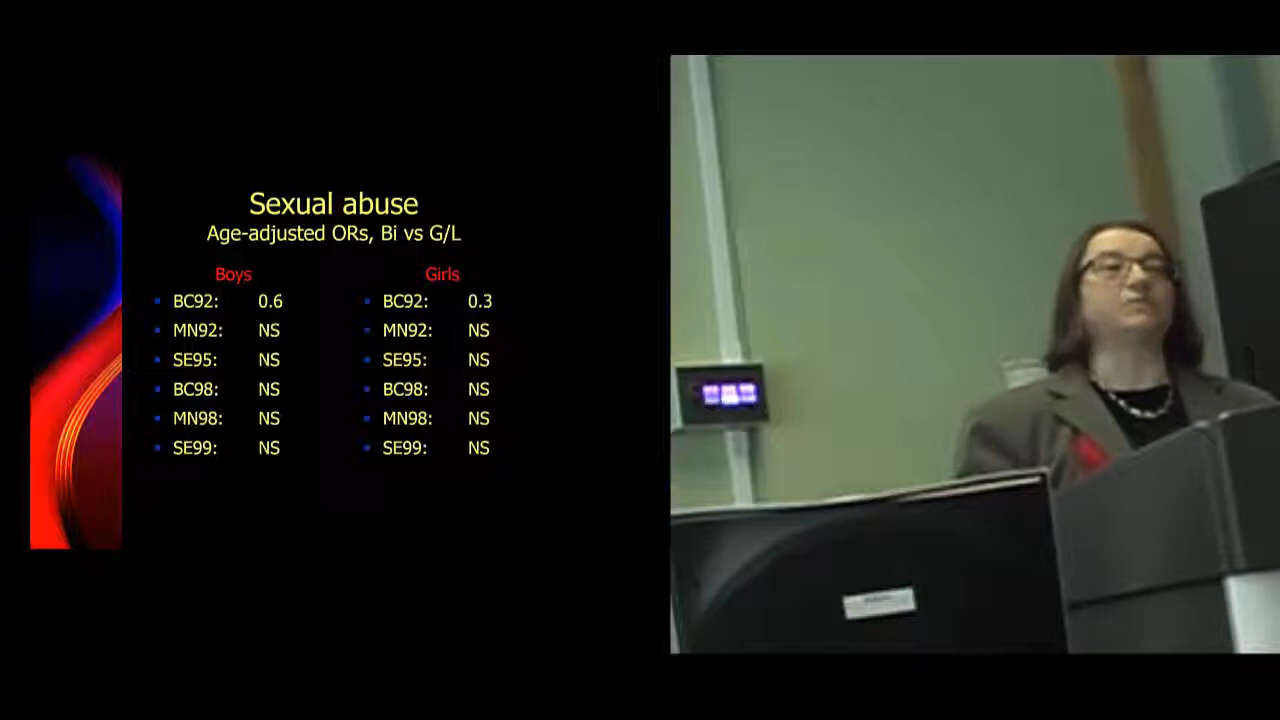 Sexual abuse
Age-adjusted ORs, Bi vs G/L
Boys
BC92: 0.6
MN92: NS
SE95: NS
BC98: NS
MN98: NS
SE99: NS
Girls
BC92: 0.3
MN92: NS
SE95: NS
BC98: NS
MN98: NS
SE99: NS